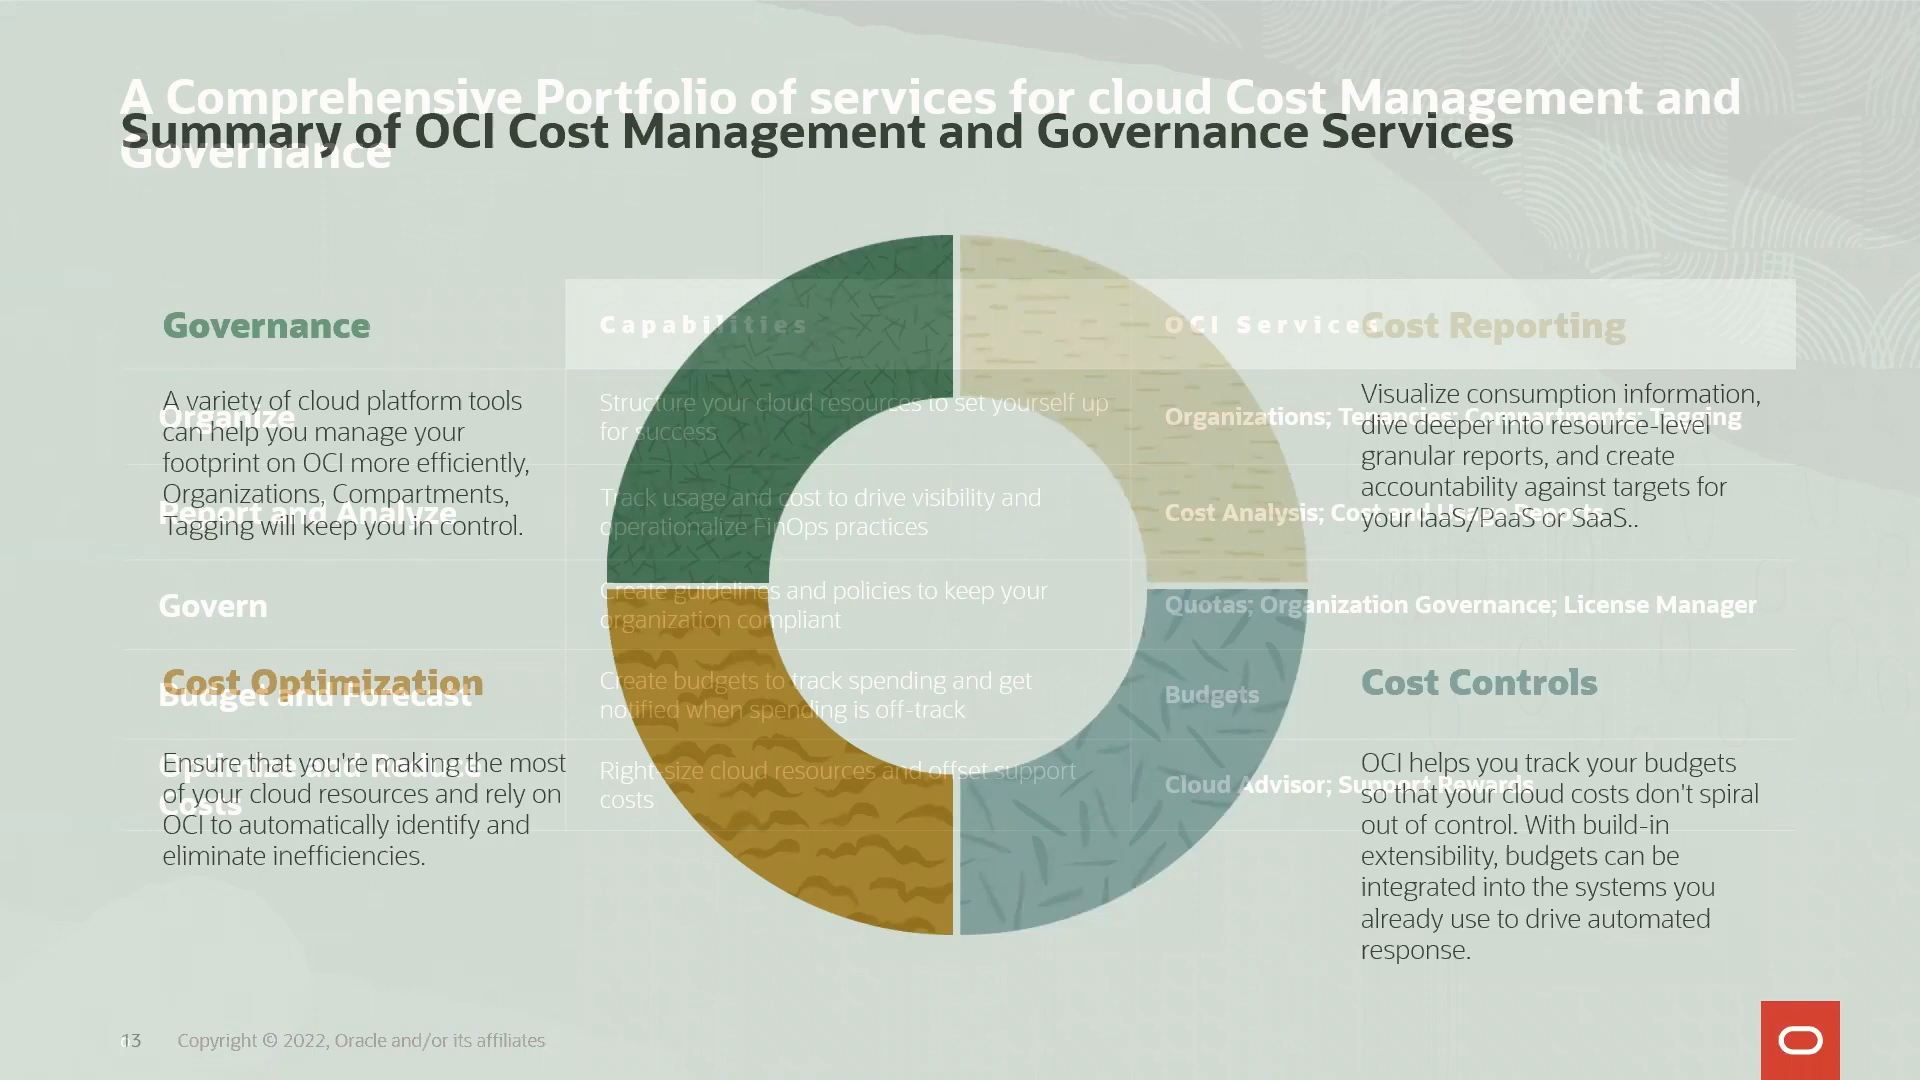 A Comprehensive Portfolio of services for cloud Cost Management and
Governance
Summary of OCI Cost Management and Governance Services
Governance
A variety of cloud platform tools
can help you manage your
footprint on OCI more efficiently,
Organizations, Compartments,
Tagging will keep you in control.
Cost Reporting
Visualize consumption information,
dive deeper into resource-level
granular reports, and create
accountability against targets for
your IaaS/PaaS or SaaS..
Cost Optimization
Ensure that you're making the most
of your cloud resources and rely on
OCI to automatically identify and
eliminate inefficiencies.
Cost Controls
OCI helps you track your budgets
so that your cloud costs don't spiral
out of control. With build-in
extensibility, budgets can be
integrated into the systems you
already use to drive automated
response.
Capabilities
OCI Services
Organize
Structure your cloud resources to set yourself up
for success
Organizations; Tenancies; Compartments; Tagging
Report and Analyze
Track usage and cost to drive visibility and
operationalize FinOps practices
Cost Analysis; Cost and Usage Reports
Govern
Create guidelines and policies to keep your
organization compliant
Quotas; Organization Governance; License Manager
Budget and Forecast
Create budgets to track spending and get
notified when spending is off-track
Budgets
Optimize and Reduce
Costs
Right-size cloud resources and offset support
costs
Cloud Advisor; Support Rewards
13
Copyright © 2022, Oracle and/or its affiliates